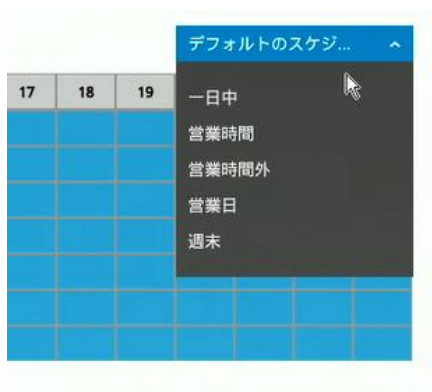 デフォルトのスケジ...
17 18 19
一日中
営業時間
営業時間外
営業日
週末